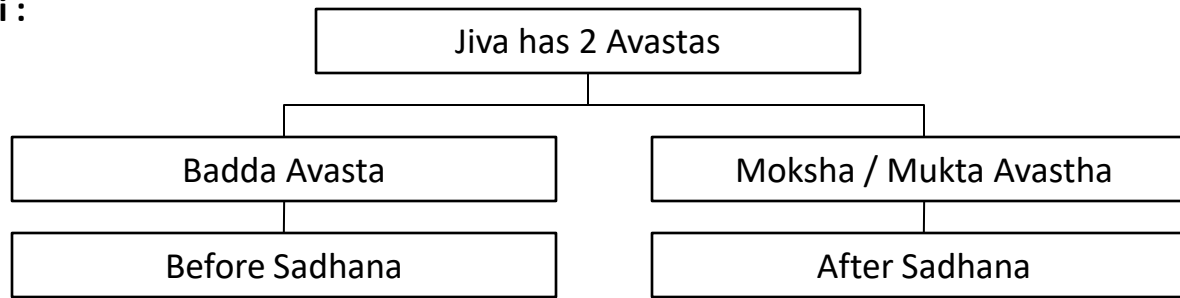 i :
Jiva has 2 Avastas
Badda Avasta
Moksha / Mukta Avastha
Before Sadhana
After Sadhana